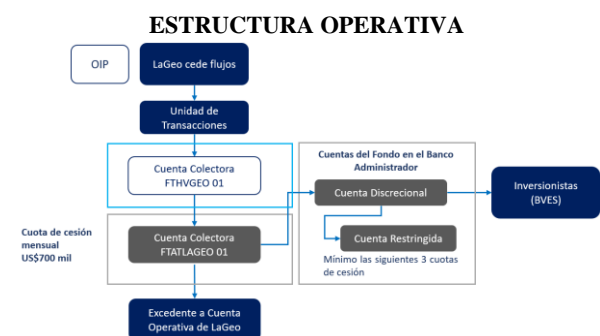 ESTRUCTURA OPERATIVA
OIP
LaGeo cede flujos
Unidad de
Transacciones
Cuenta Colectora
FTHVGEO 01
Cuota de cesión
mensual
US$700 mil
Cuenta Colectora
FTATLAGEO 01
Excedente a Cuenta
Operativa de LaGeo
Cuentas del Fondo en el Banco
Administrador
Cuenta Discrecional
Cuenta Restringida
Mínimo las siguientes 3 cuotas
de cesión
Inversionistas
(BVES)